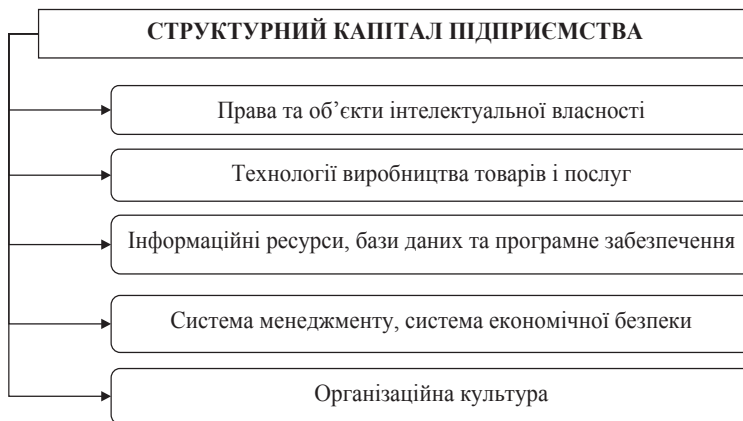 СТРУКТУРНИЙ КАПІТАЛ ПІДПРИЄМСТВА
Права та об’єкти інтелектуальної власності
Технології виробництва товарів і послуг
Інформаційні ресурси, бази даних та програмне забезпечення
Система менеджменту, система економічної безпеки
Організаційна культура